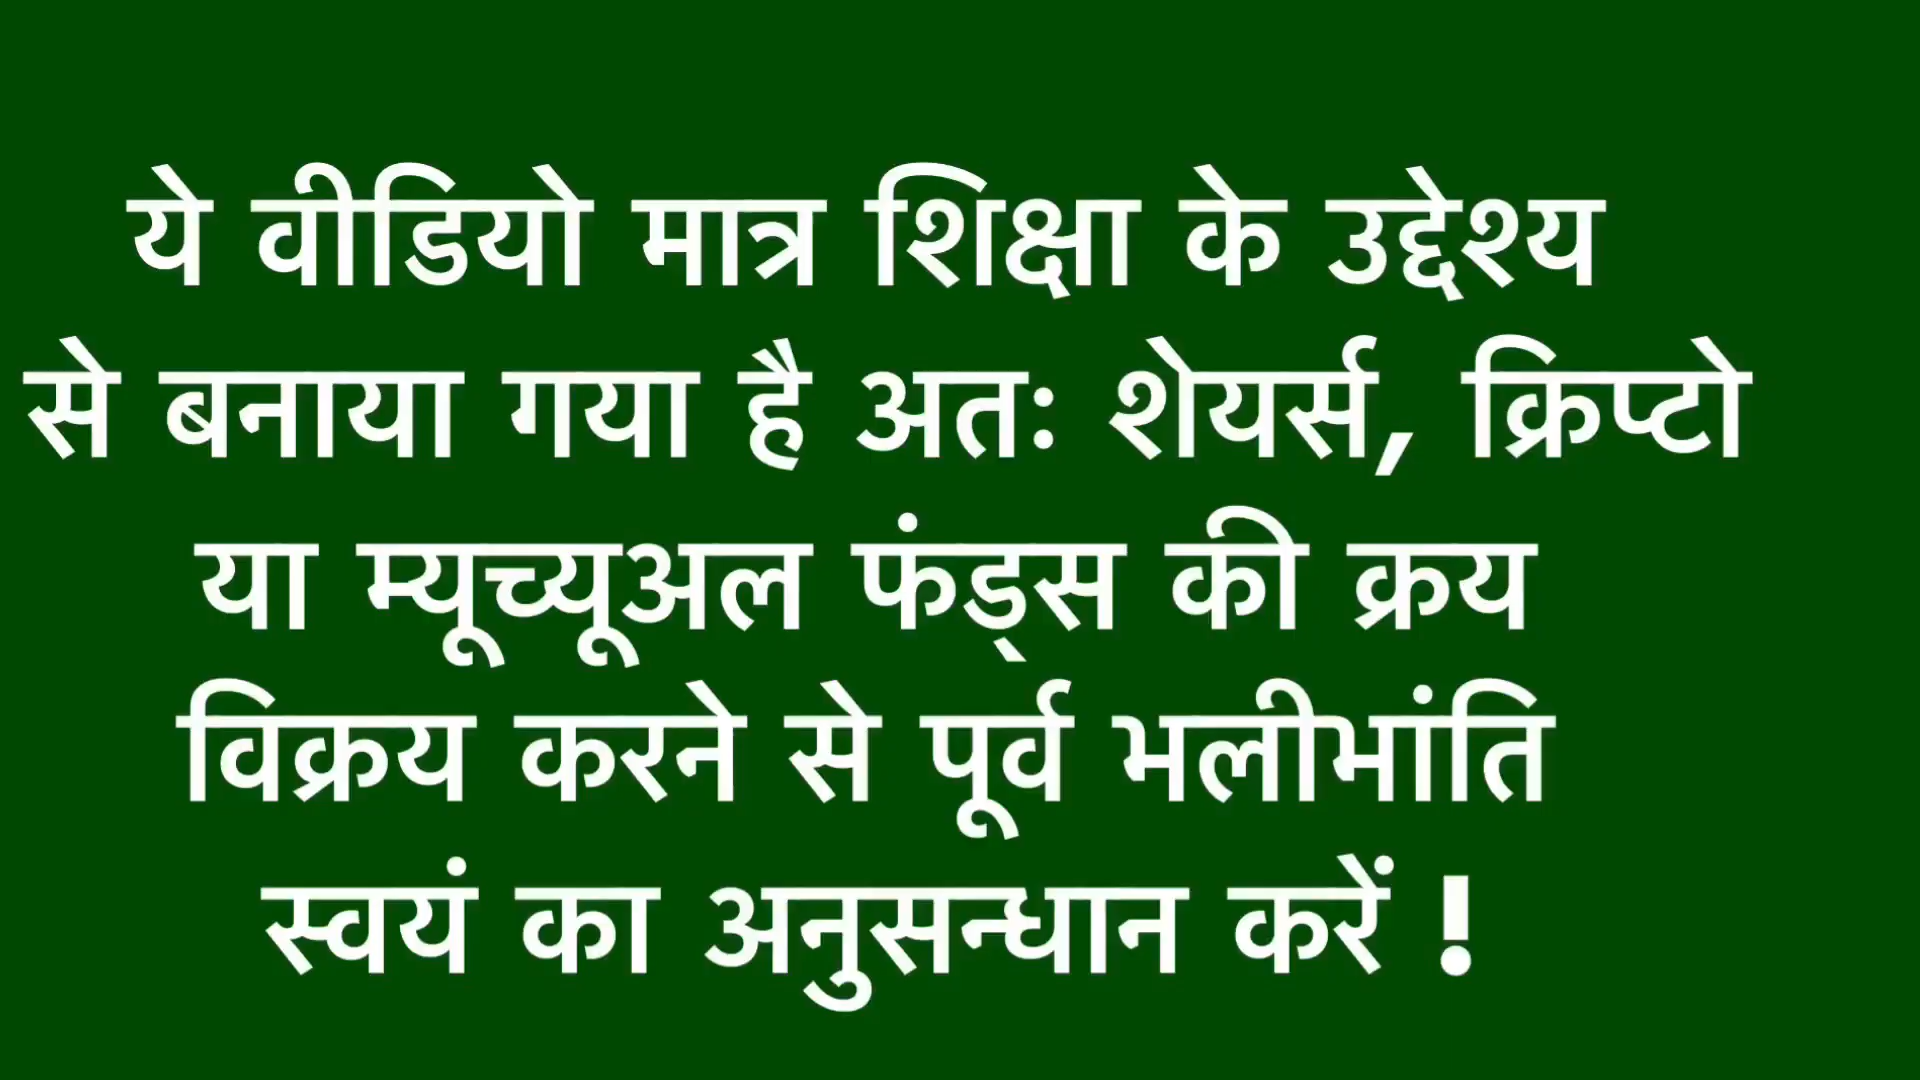 ये वीडियो मात्र शिक्षा के उद्देश्य
से बनाया गया है अतः शेयर्स, क्रिप्टो
या म्यूच्यूअल फंड्स की क्रय
विक्रय करने से पूर्व भलीभांति
स्वयं का अनुसन्धान करें !